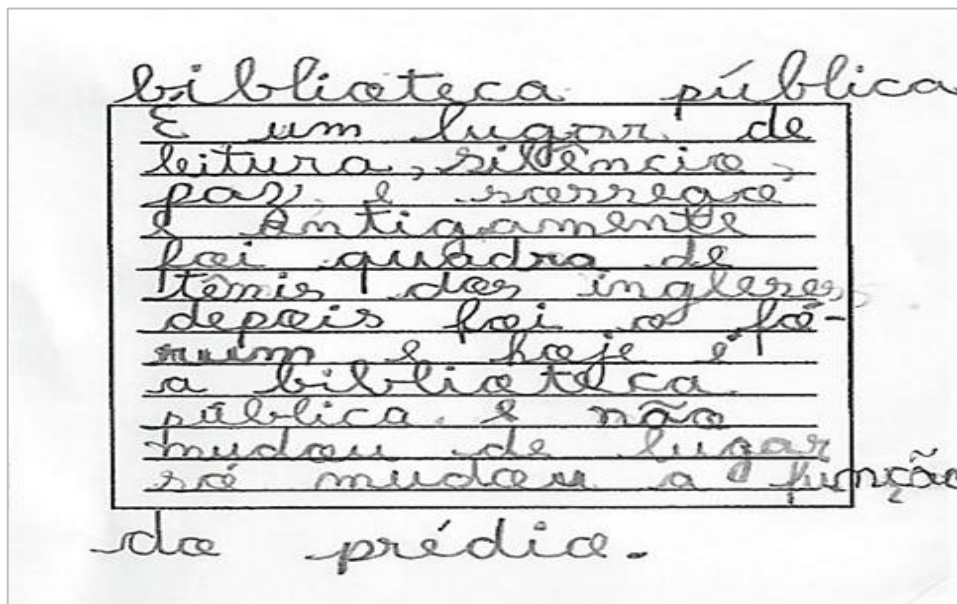 biblioteca pública
É um lugar de
leitura, silêncio,
paz e sossego
e Antigamente
foi quadra de
tênis dos ingleses
depois foi o fó-
rum e hoje é
a biblioteca
pública e não
mudou de lugar
só mudou a função
do prédio.